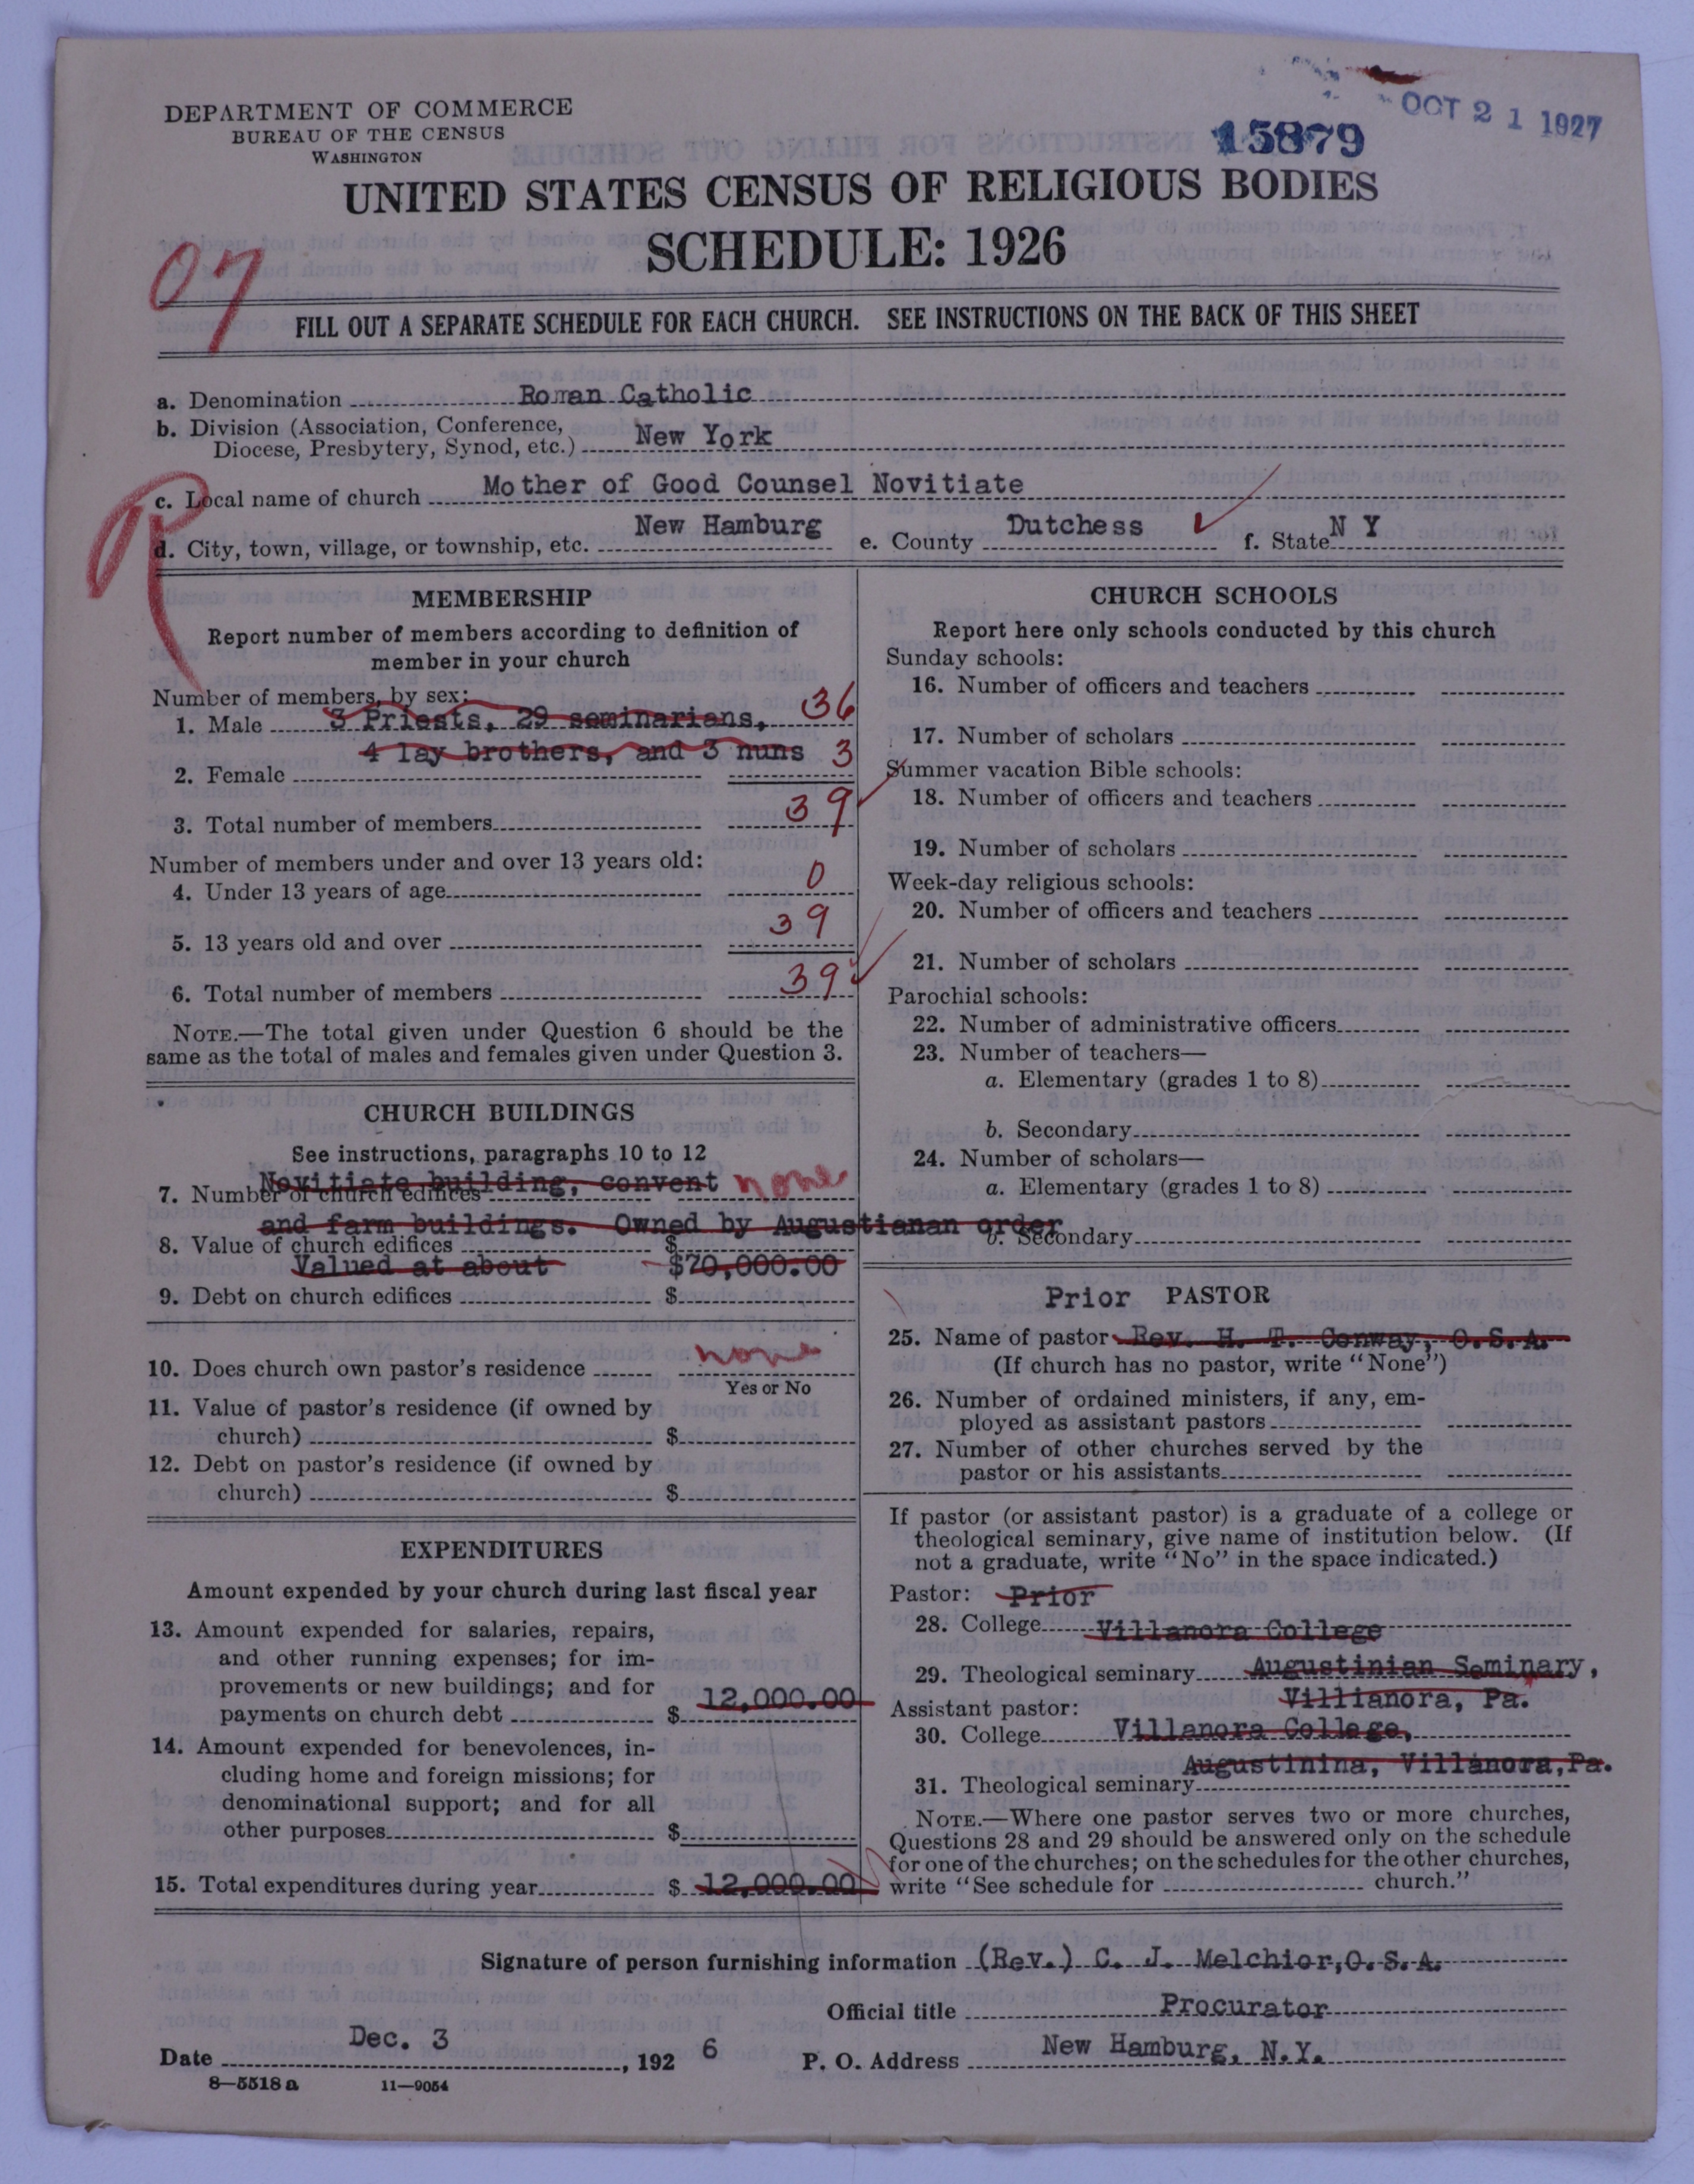 OCT 21 1927
15879
DEPARTMENT OF COMMERCE
BUREAU OF THE CENSUS
WASHINGTON
UNITED STATES CENSUS OF RELIGIOUS BODIES
SCHEDULE: 1926
07
FILL OUT A SEPARATE SCHEDULE FOR EACH CHURCH. SEE INSTRUCTIONS ON THE BACK OF THIS SHEET
a. Denomination Roman Catholic
b. Division (Association, Conference,
Diocese, Presbytery, Synod, etc.) New York
R
c. Local name of church Mother of Good Counsel Novitiate
d. City, town, village, or township, etc. New Hamburg e. County Dutchess f. State N Y
MEMBERSHIP
Report number of members according to definition of
member in your church
Number of members, by sex:
1. Male 3 Priests, 29 seminarians, 36
4 lay brothers, and 3 nuns 3
2. Female
3. Total number of members 39
Number of members under and over 13 years old:
4. Under 13 years of age 0
5. 13 years old and over 39
6. Total number of members 39
NOTE.—The total given under Question 6 should be the
same as the total of males and females given under Question 3.
CHURCH BUILDINGS
See instructions, paragraphs 10 to 12
Novitiate building, convent none
7. Number of church edifices
and farm buildings. Owned by Augustianan order
8. Value of church edifices $
Valued at about $70,000.00
9. Debt on church edifices $
10. Does church own pastor's residence none
Yes or No
11. Value of pastor's residence (if owned by
church) $
12. Debt on pastor's residence (if owned by
church) $
EXPENDITURES
Amount expended by your church during last fiscal year
13. Amount expended for salaries, repairs,
and other running expenses; for im-
provements or new buildings; and for
payments on church debt $ 12,000.00
14. Amount expended for benevolences, in-
cluding home and foreign missions; for
denominational support; and for all
other purposes $
15. Total expenditures during year $ 12,000.00
CHURCH SCHOOLS
Report here only schools conducted by this church
Sunday schools:
16. Number of officers and teachers
17. Number of scholars
Summer vacation Bible schools:
18. Number of officers and teachers
19. Number of scholars
Week-day religious schools:
20. Number of officers and teachers
21. Number of scholars
Parochial schools:
22. Number of administrative officers
23. Number of teachers—
a. Elementary (grades 1 to 8)
b. Secondary
24. Number of scholars—
a. Elementary (grades 1 to 8)
b. Secondary
Prior PASTOR
25. Name of pastor Rev. H. T. Conway, O.S.A.
(If church has no pastor, write "None")
26. Number of ordained ministers, if any, em-
ployed as assistant pastors
27. Number of other churches served by the
pastor or his assistants
If pastor (or assistant pastor) is a graduate of a college or
theological seminary, give name of institution below. (If
not a graduate, write "No" in the space indicated.)
Pastor: Prior
28. College Villanora College
29. Theological seminary Augustinian Seminary,
Villianora, Pa.
Assistant pastor:
30. College Villanora College,
Augustinina, Villanora, Pa.
31. Theological seminary
NOTE.—Where one pastor serves two or more churches,
Questions 28 and 29 should be answered only on the schedule
for one of the churches; on the schedules for the other churches,
write "See schedule for church."
Signature of person furnishing information (Rev.) C. J. Melchior, O.S.A.
Official title Procurator
Date Dec. 3, 1926 P. O. Address New Hamburg, N.Y.
8—5518 a 11—9054